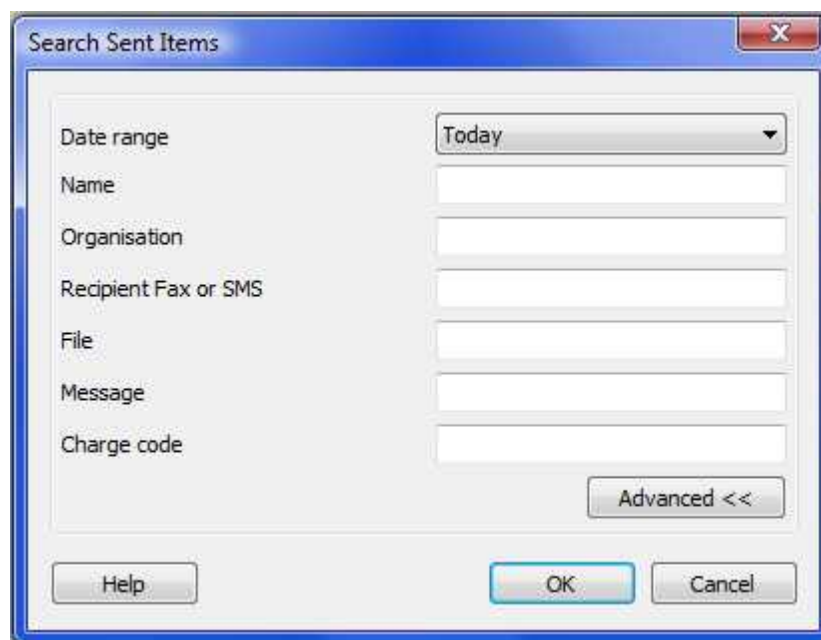 Search Sent Items
Date range Today
Name
Organisation
Recipient Fax or SMS
File
Message
Charge code
Advanced <<
Help OK Cancel